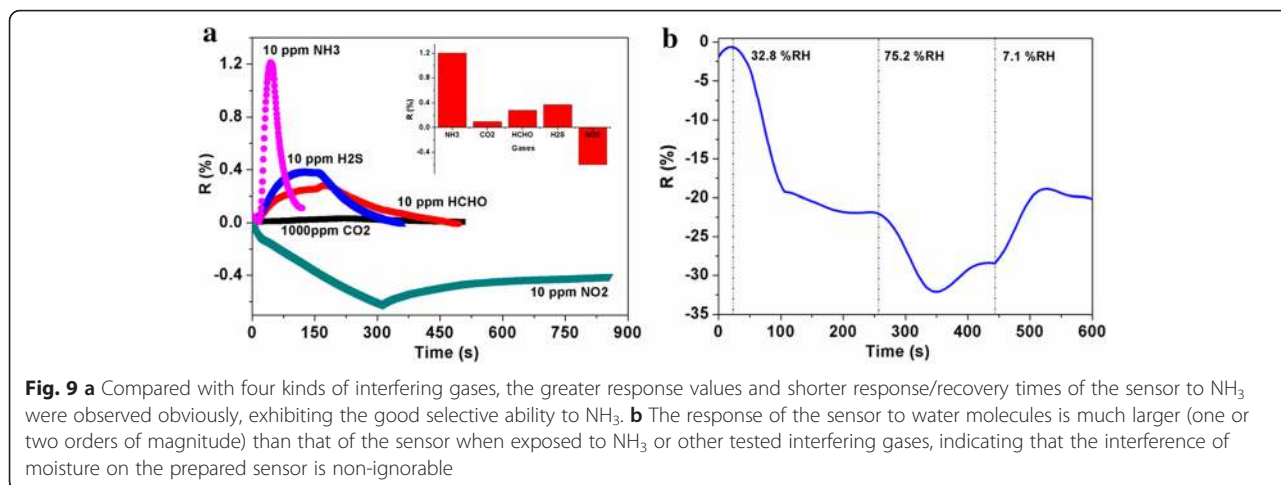 a
10 ppm NH3
10 ppm H2S
10 ppm HCHO
1000ppm CO2
10 ppm NO2
R (%)
1.2
0.8
0.4
0.0
-0.4
0 150 300 450 600 750 900
Time (s)
R (%)
1.2
0.8
0.4
0.0
-0.4
NH3 CO2 HCHO H2S NO2
Gases
b
32.8 %RH 75.2 %RH 7.1 %RH
R (%)
0
-5
-10
-15
-20
-25
-30
-35
0 100 200 300 400 500 600
Time (s)
Fig. 9 a Compared with four kinds of interfering gases, the greater response values and shorter response/recovery times of the sensor to NH₃
were observed obviously, exhibiting the good selective ability to NH₃. b The response of the sensor to water molecules is much larger (one or
two orders of magnitude) than that of the sensor when exposed to NH₃ or other tested interfering gases, indicating that the interference of
moisture on the prepared sensor is non-ignorable